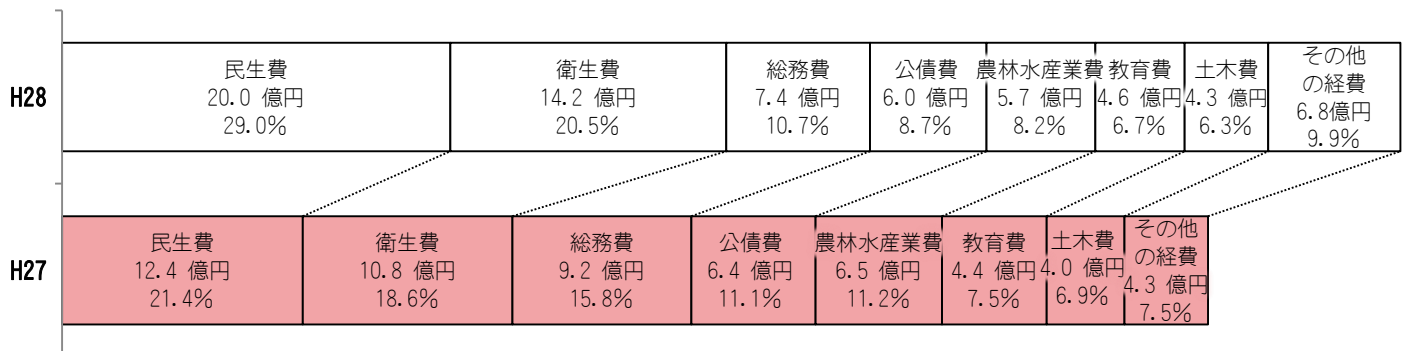 H28
民生費
20.0 億円
29.0%
衛生費
14.2 億円
20.5%
総務費
7.4 億円
10.7%
公債費
6.0 億円
8.7%
農林水産業費
5.7 億円
8.2%
教育費
4.6 億円
6.7%
土木費
4.3 億円
6.3%
その他
の経費
6.8億円
9.9%
H27
民生費
12.4 億円
21.4%
衛生費
10.8 億円
18.6%
総務費
9.2 億円
15.8%
公債費
6.4 億円
11.1%
農林水産業費
6.5 億円
11.2%
教育費
4.4 億円
7.5%
土木費
4.0 億円
6.9%
その他
の経費
4.3 億円
7.5%